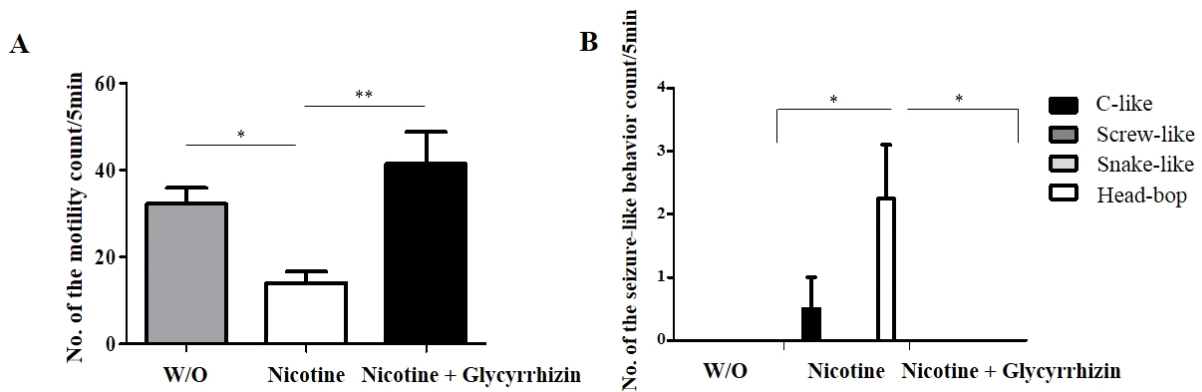 A
No. of the motility count/5min
60
40
20
0
*
**
W/O
Nicotine
Nicotine + Glycyrrhizin
B
No. of the seizure-like behavior count/5min
4
3
2
1
0
*
*
W/O
Nicotine
Nicotine + Glycyrrhizin
C-like
Screw-like
Snake-like
Head-bop